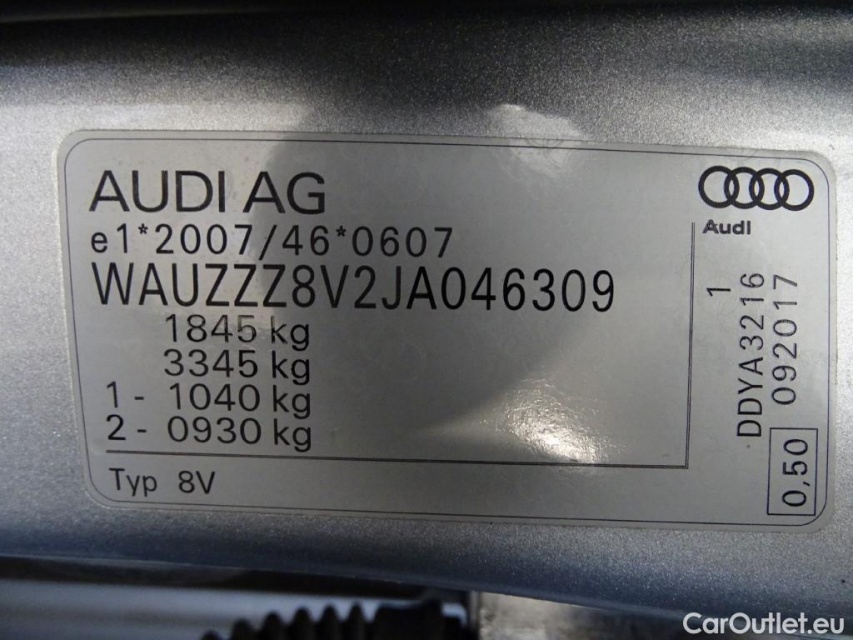 AUDI AG
e1*2007/46*0607
WAUZZZ8V2JA046309
1845 kg
3345 kg
1 - 1040 kg
2 - 0930 kg
Typ 8V
Audi
1
DDYA3216
092017
0,50
CarOutlet.eu